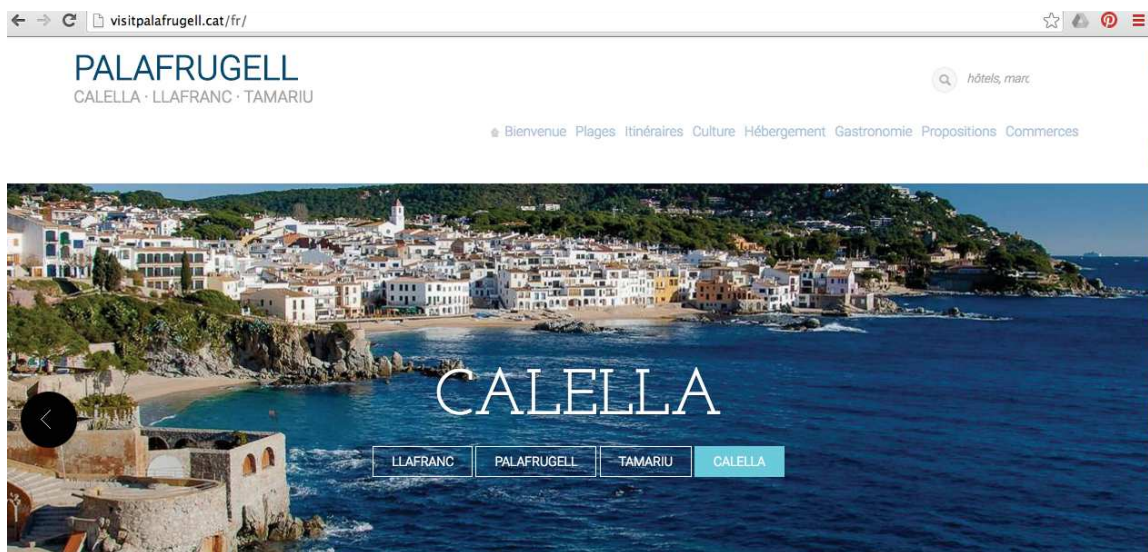 visitpalafrugell.cat/fr/
PALAFRUGELL
CALELLA · LLAFRANC · TAMARIU
hôtels, marc
Bienvenue Plages Itinéraires Culture Hébergement Gastronomie Propositions Commerces
CALELLA
LLAFRANC PALAFRUGELL TAMARIU CALELLA